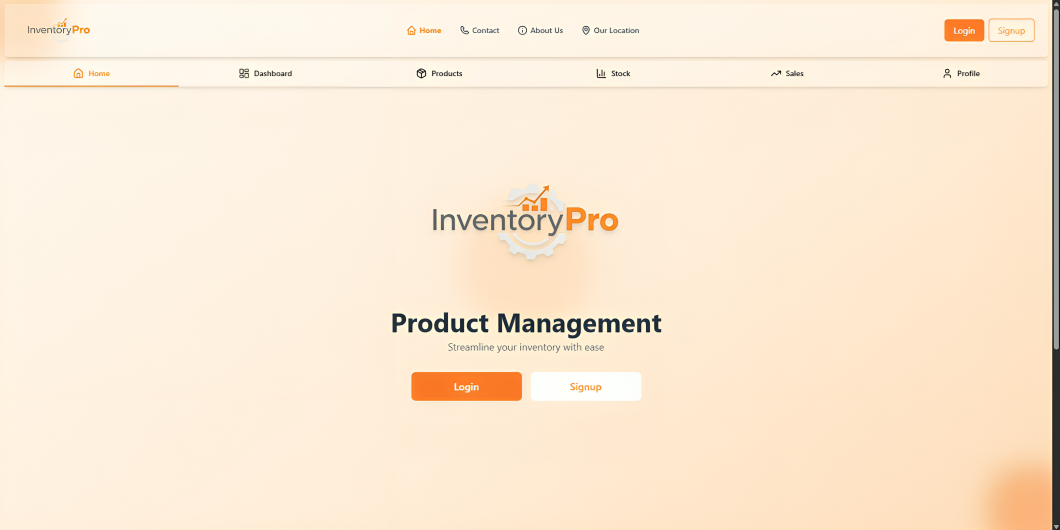 InventoryPro
Home
Contact
About Us
Our Location
Login
Signup
Home
Dashboard
Products
Stock
Sales
Profile
InventoryPro
Product Management
Streamline your inventory with ease
Login
Signup